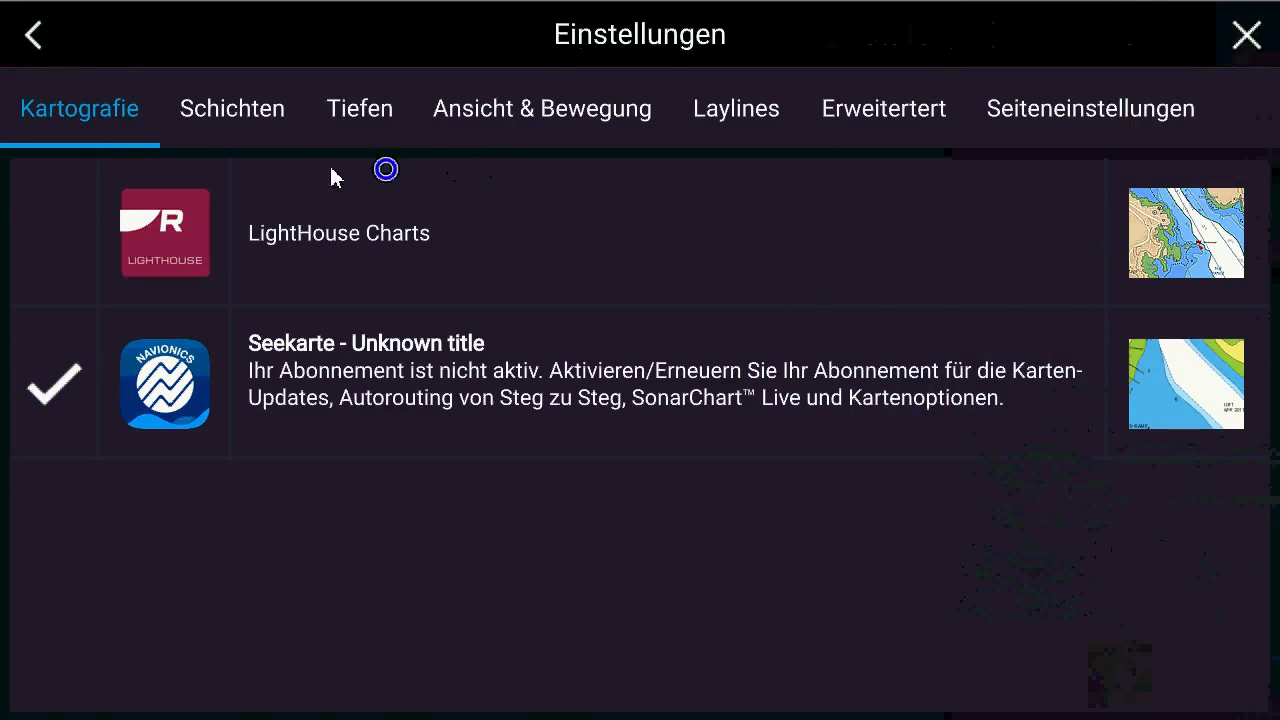 Einstellungen
Kartografie Schichten Tiefen Ansicht & Bewegung Laylines Erweitertert Seiteneinstellungen
R
LIGHTHOUSE
LightHouse Charts
NAVIONICS
Seekarte - Unknown title
Ihr Abonnement ist nicht aktiv. Aktivieren/Erneuern Sie Ihr Abonnement für die Karten-
Updates, Autorouting von Steg zu Steg, SonarChart™ Live und Kartenoptionen.